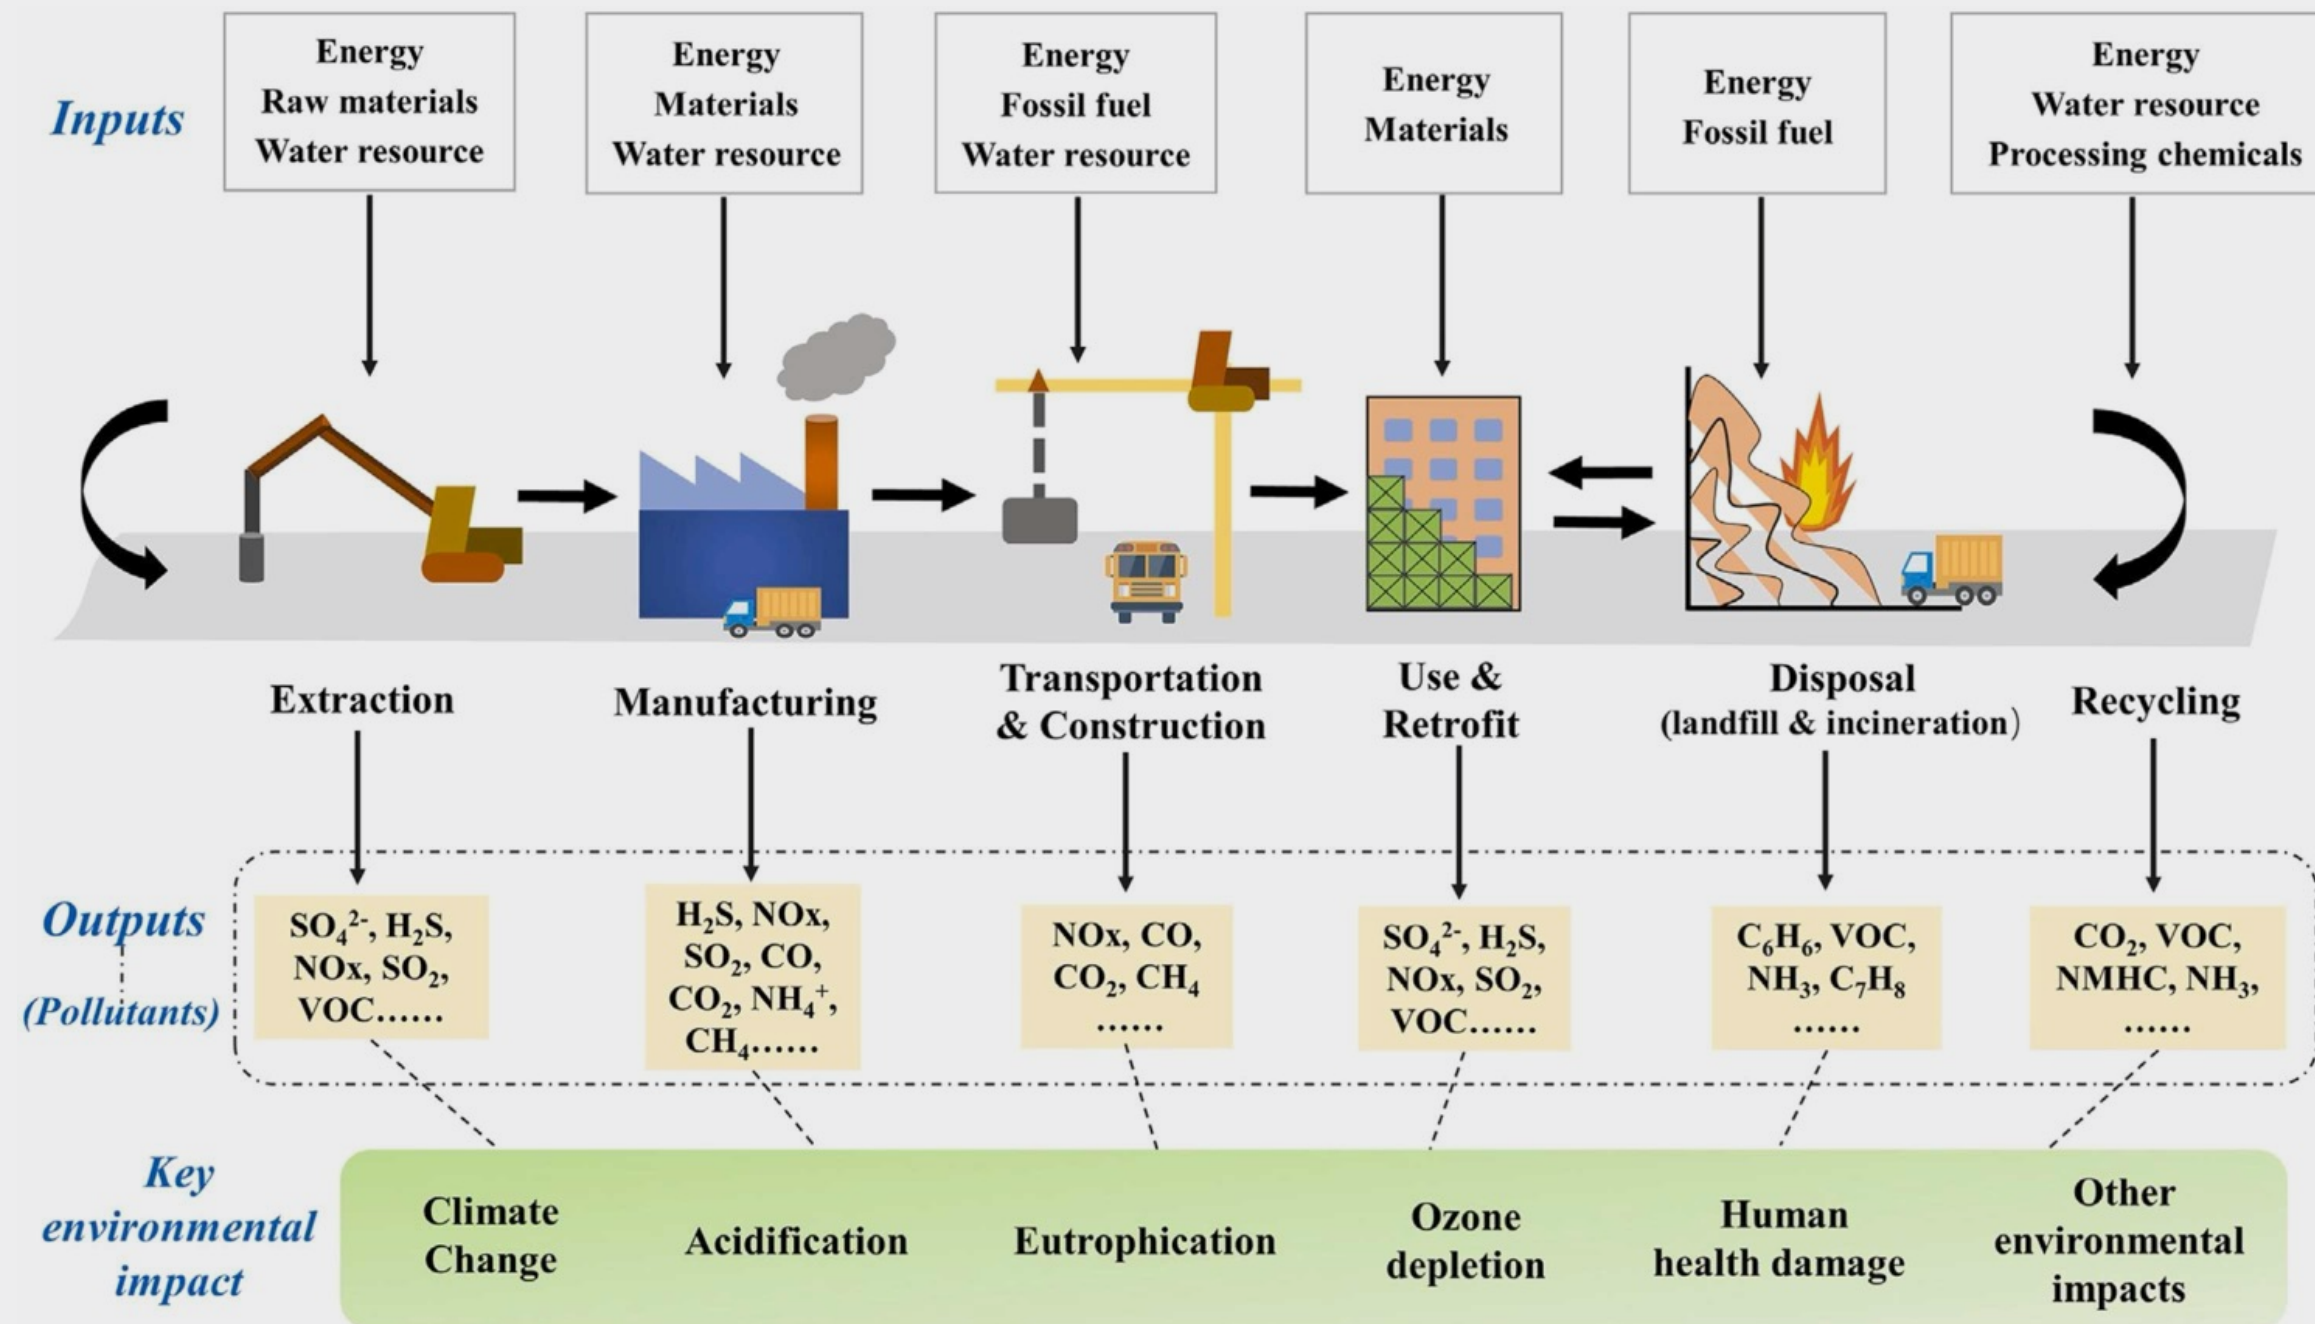 Inputs
Energy
Raw materials
Water resource
Energy
Materials
Water resource
Energy
Fossil fuel
Water resource
Energy
Materials
Energy
Fossil fuel
Energy
Water resource
Processing chemicals
Extraction
Manufacturing
Transportation
& Construction
Use &
Retrofit
Disposal
(landfill & incineration)
Recycling
Outputs
(Pollutants)
SO₄²⁻, H₂S,
NOx, SO₂,
VOC……
H₂S, NOx,
SO₂, CO,
CO₂, NH₄⁺,
CH₄……
NOx, CO,
CO₂, CH₄
……
SO₄²⁻, H₂S,
NOx, SO₂,
VOC……
C₆H₆, VOC,
NH₃, C₇H₈
……
CO₂, VOC,
NMHC, NH₃,
……
Key
environmental
impact
Climate
Change
Acidification
Eutrophication
Ozone
depletion
Human
health damage
Other
environmental
impacts